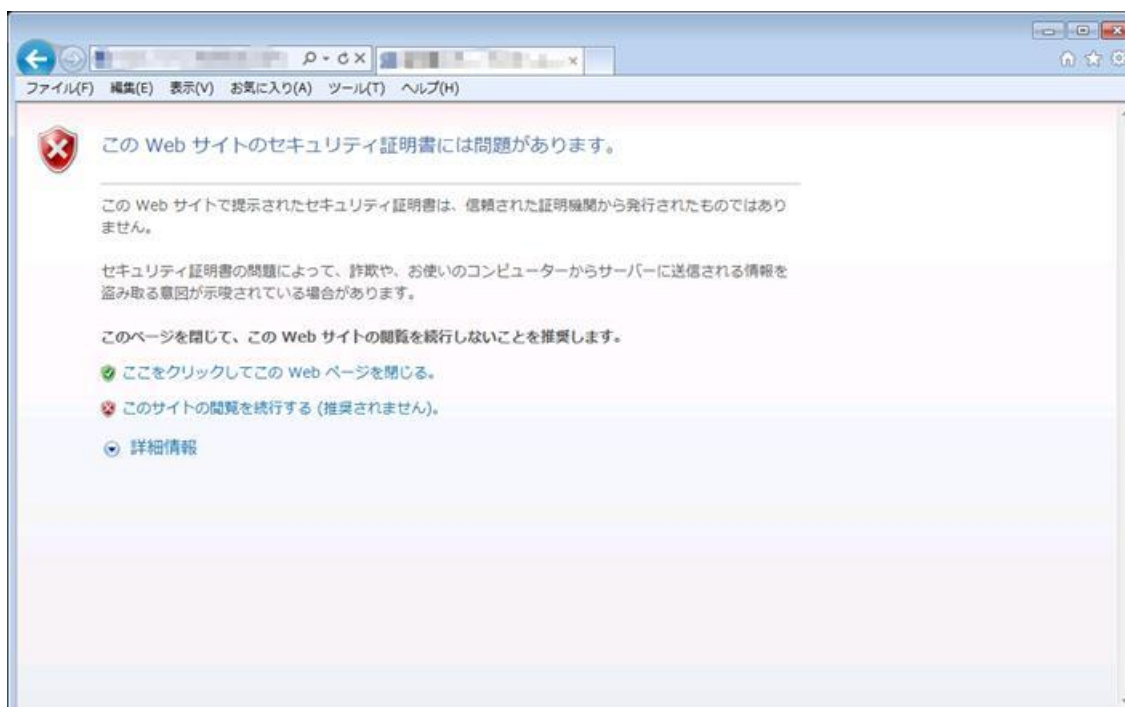 ファイル(F) 編集(E) 表示(V) お気に入り(A) ツール(T) ヘルプ(H)
この Web サイトのセキュリティ証明書には問題があります。
この Web サイトで提示されたセキュリティ証明書は、信頼された証明機関から発行されたものではあり
ません。
セキュリティ証明書の問題によって、詐欺や、お使いのコンピューターからサーバーに送信される情報を
盗み取る意図が示唆されている場合があります。
このページを閉じて、この Web サイトの閲覧を続行しないことを推奨します。
ここをクリックしてこの Web ページを閉じる。
このサイトの閲覧を続行する (推奨されません)。
詳細情報